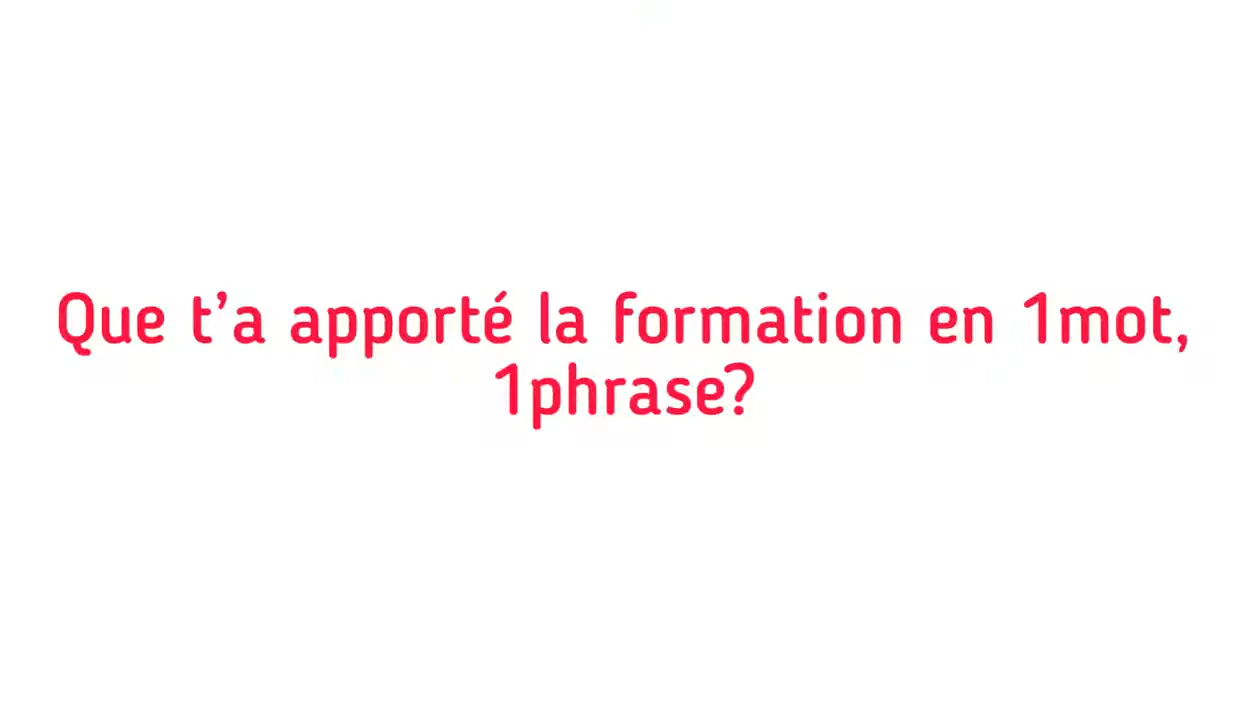 Que t’a apporté la formation en 1mot,
1phrase?